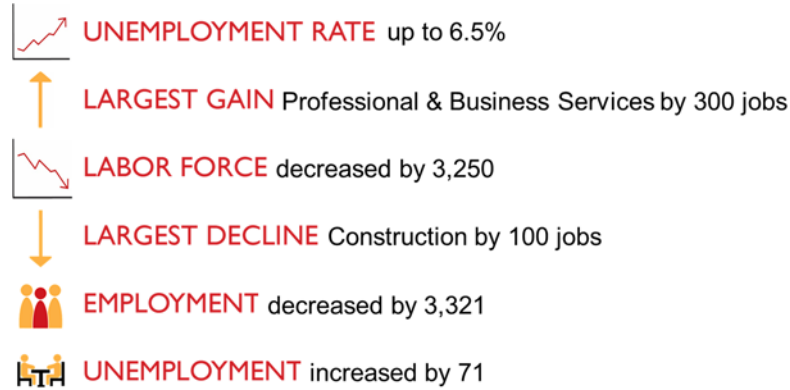 UNEMPLOYMENT RATE up to 6.5%
LARGEST GAIN Professional & Business Services by 300 jobs
LABOR FORCE decreased by 3,250
LARGEST DECLINE Construction by 100 jobs
EMPLOYMENT decreased by 3,321
UNEMPLOYMENT increased by 71